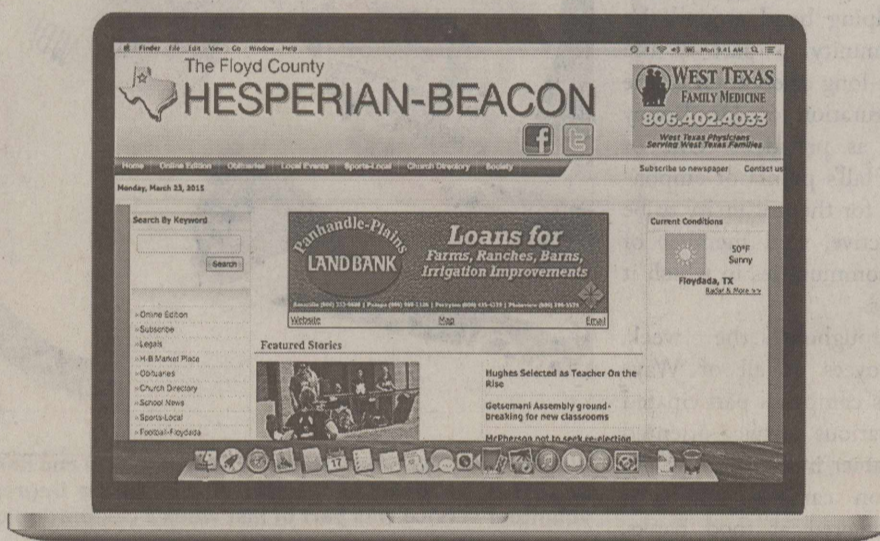 Finder File Edit View Go Window Help
Mon 9:41 AM
The Floyd County
HESPERIAN-BEACON
WEST TEXAS
FAMILY MEDICINE
806.402.4033
West Texas Physicians
Serving West Texas Families
Home Online Edition Obituaries Local Events Sports-Local Church Directory Society
Subscribe to newspaper Contact us
Monday, March 23, 2015
Search By Keyword
Search
Panhandle-Plains
LAND BANK
Loans for
Farms, Ranches, Barns,
Irrigation Improvements
Website Map Email
Current Conditions
50°F
Sunny
Floydada, TX
Radar & More >>
» Online Edition
» Subscribe
» Legals
» H-B Market Place
» Obituaries
» Church Directory
» School News
» Sports-Local
» Football-Floydada
Featured Stories
Hughes Selected as Teacher On the
Rise
Getsemani Assembly ground-
breaking for new classrooms
McPherson not to seek re-election
17